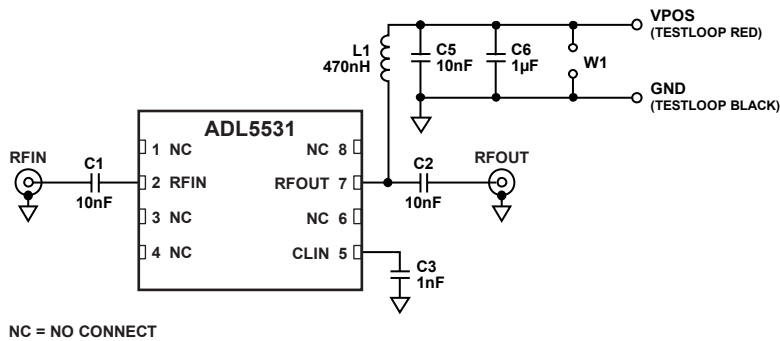 VPOS
(TESTLOOP RED)
L1
470nH
C5
10nF
C6
1µF
W1
GND
(TESTLOOP BLACK)
ADL5531
RFIN
C1
10nF
1 NC
NC 8
2 RFIN
RFOUT 7
3 NC
NC 6
4 NC
CLIN 5
C2
10nF
RFOUT
C3
1nF
NC = NO CONNECT